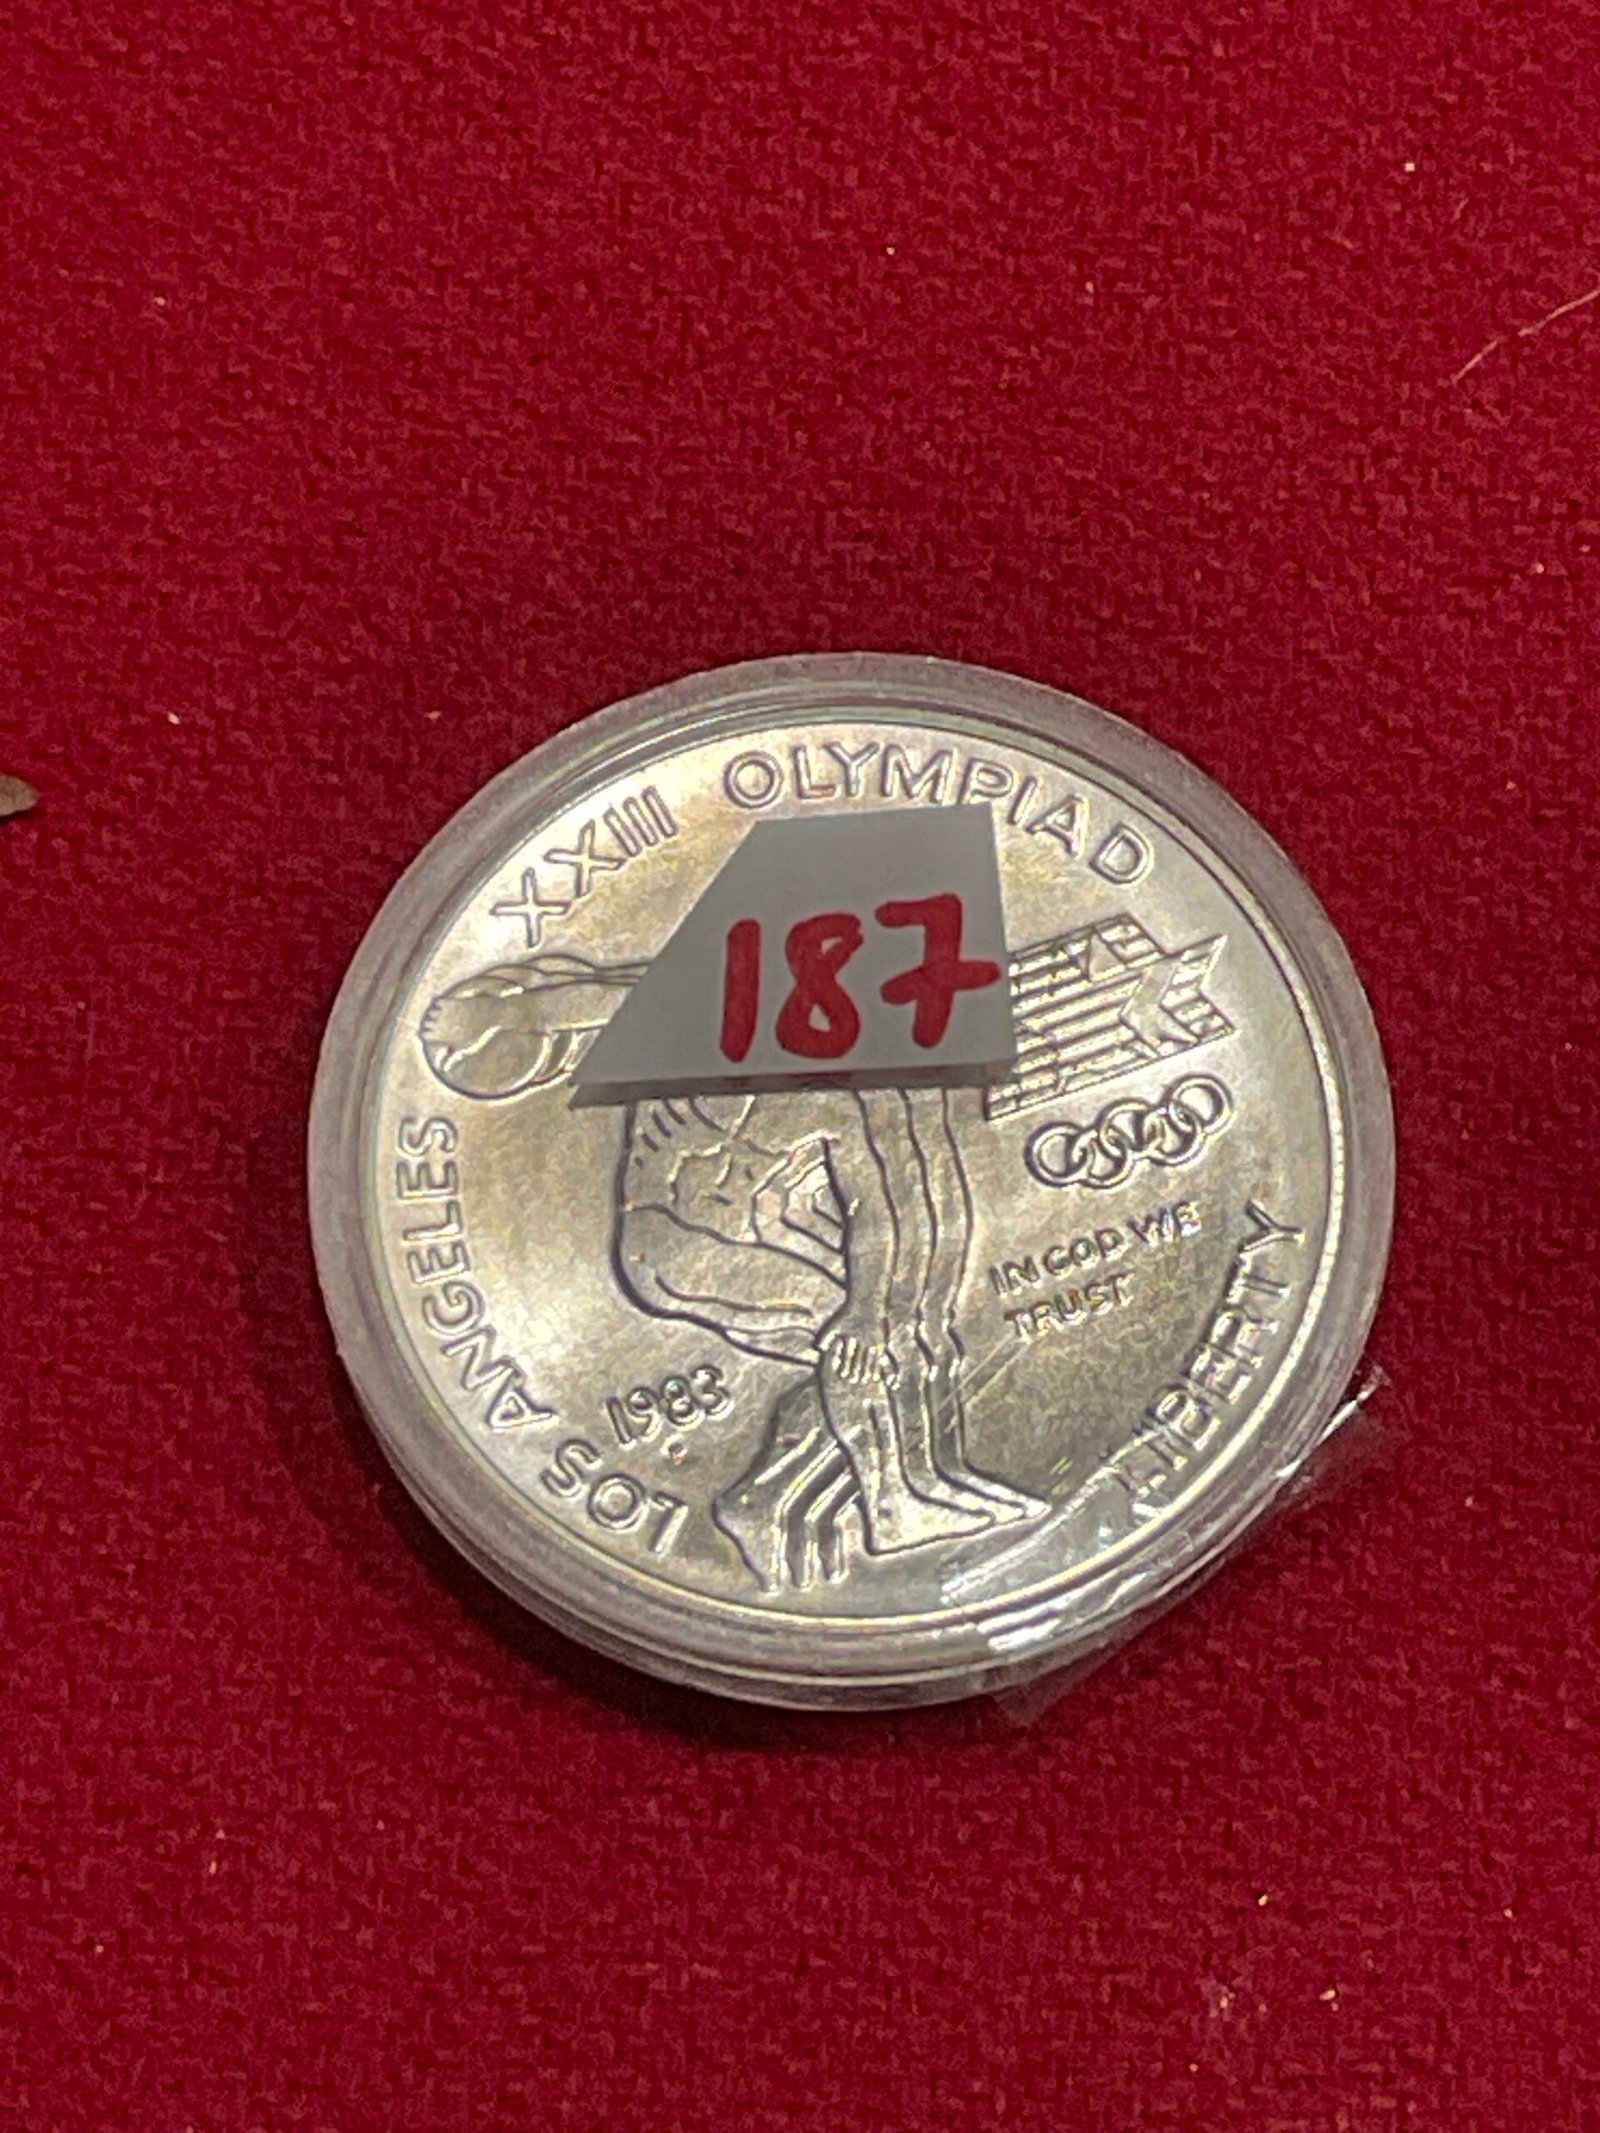 XXIII OLYMPIAD
187
IN GOD WE
TRUST
LIBERTY
1983
LOS ANGELES